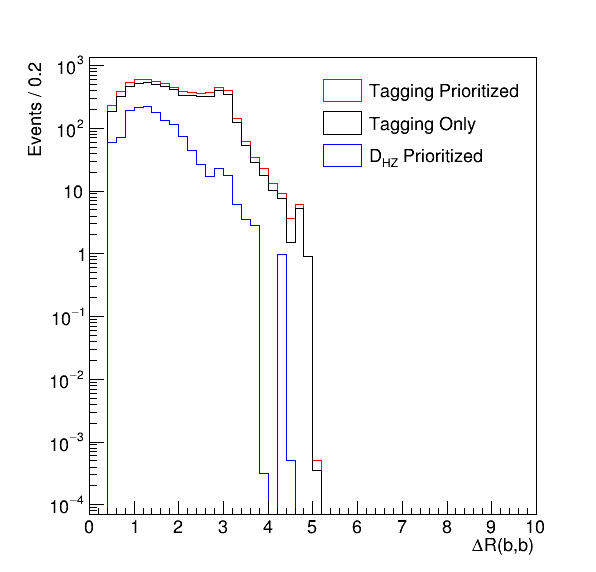 Events / 0.2
10³
10²
10
1
10⁻¹
10⁻²
10⁻³
10⁻⁴
Tagging Prioritized
Tagging Only
D_HZ Prioritized
0 1 2 3 4 5 6 7 8 9 10
ΔR(b,b)